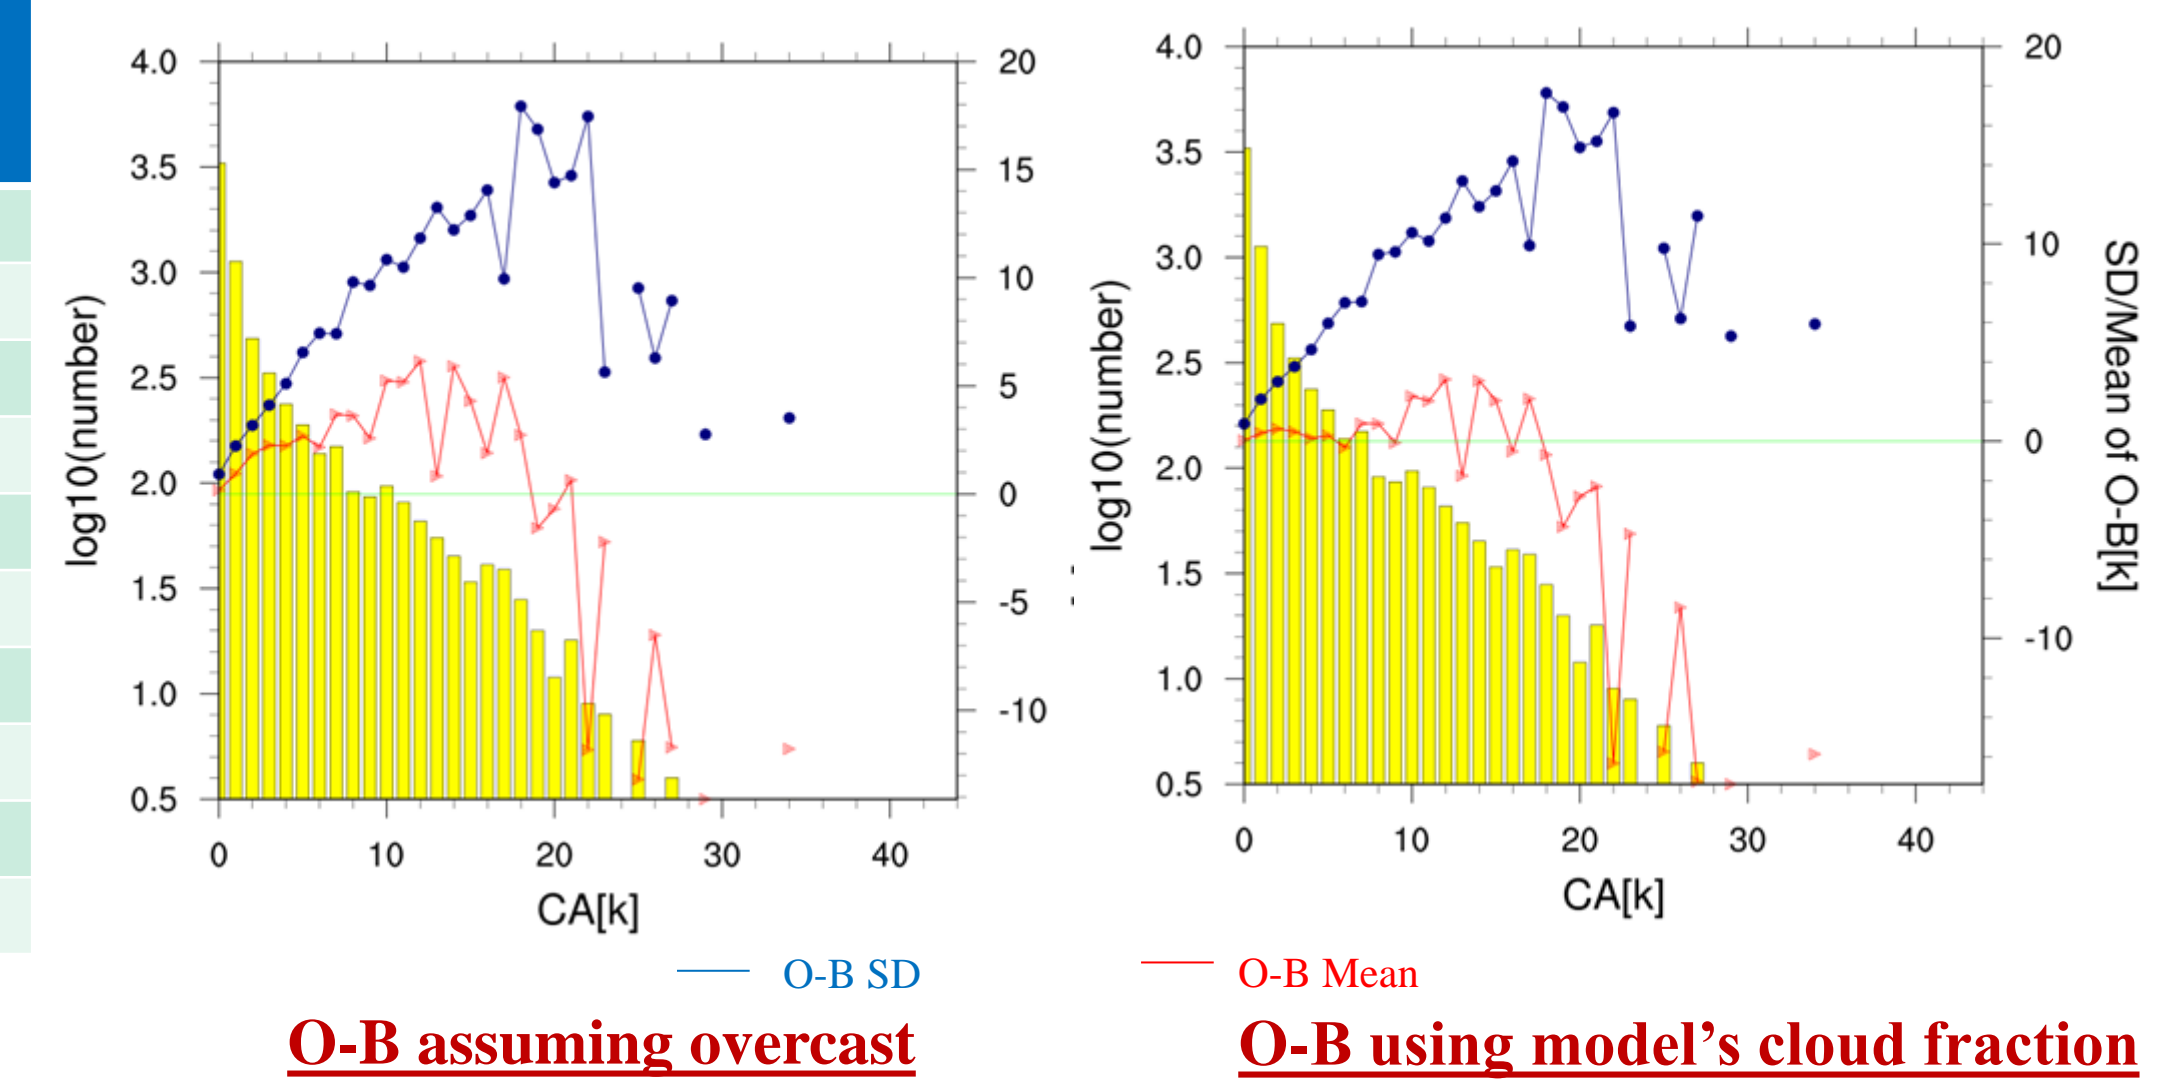 4.0
3.5
3.0
2.5
2.0
1.5
1.0
0.5
log10(number)
20
15
10
5
0
-5
-10
0 10 20 30 40
CA[k]
4.0
3.5
3.0
2.5
2.0
1.5
1.0
0.5
log10(number)
20
10
0
-10
SD/Mean of O-B[k]
0 10 20 30 40
CA[k]
O-B SD
O-B Mean
O-B assuming overcast
O-B using model’s cloud fraction